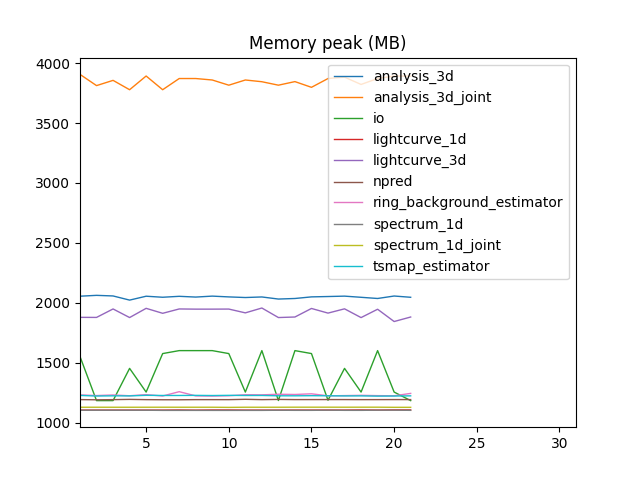 Memory peak (MB)
4000
3500
3000
2500
2000
1500
1000
5
10
15
20
25
30
analysis_3d
analysis_3d_joint
io
lightcurve_1d
lightcurve_3d
npred
ring_background_estimator
spectrum_1d
spectrum_1d_joint
tsmap_estimator